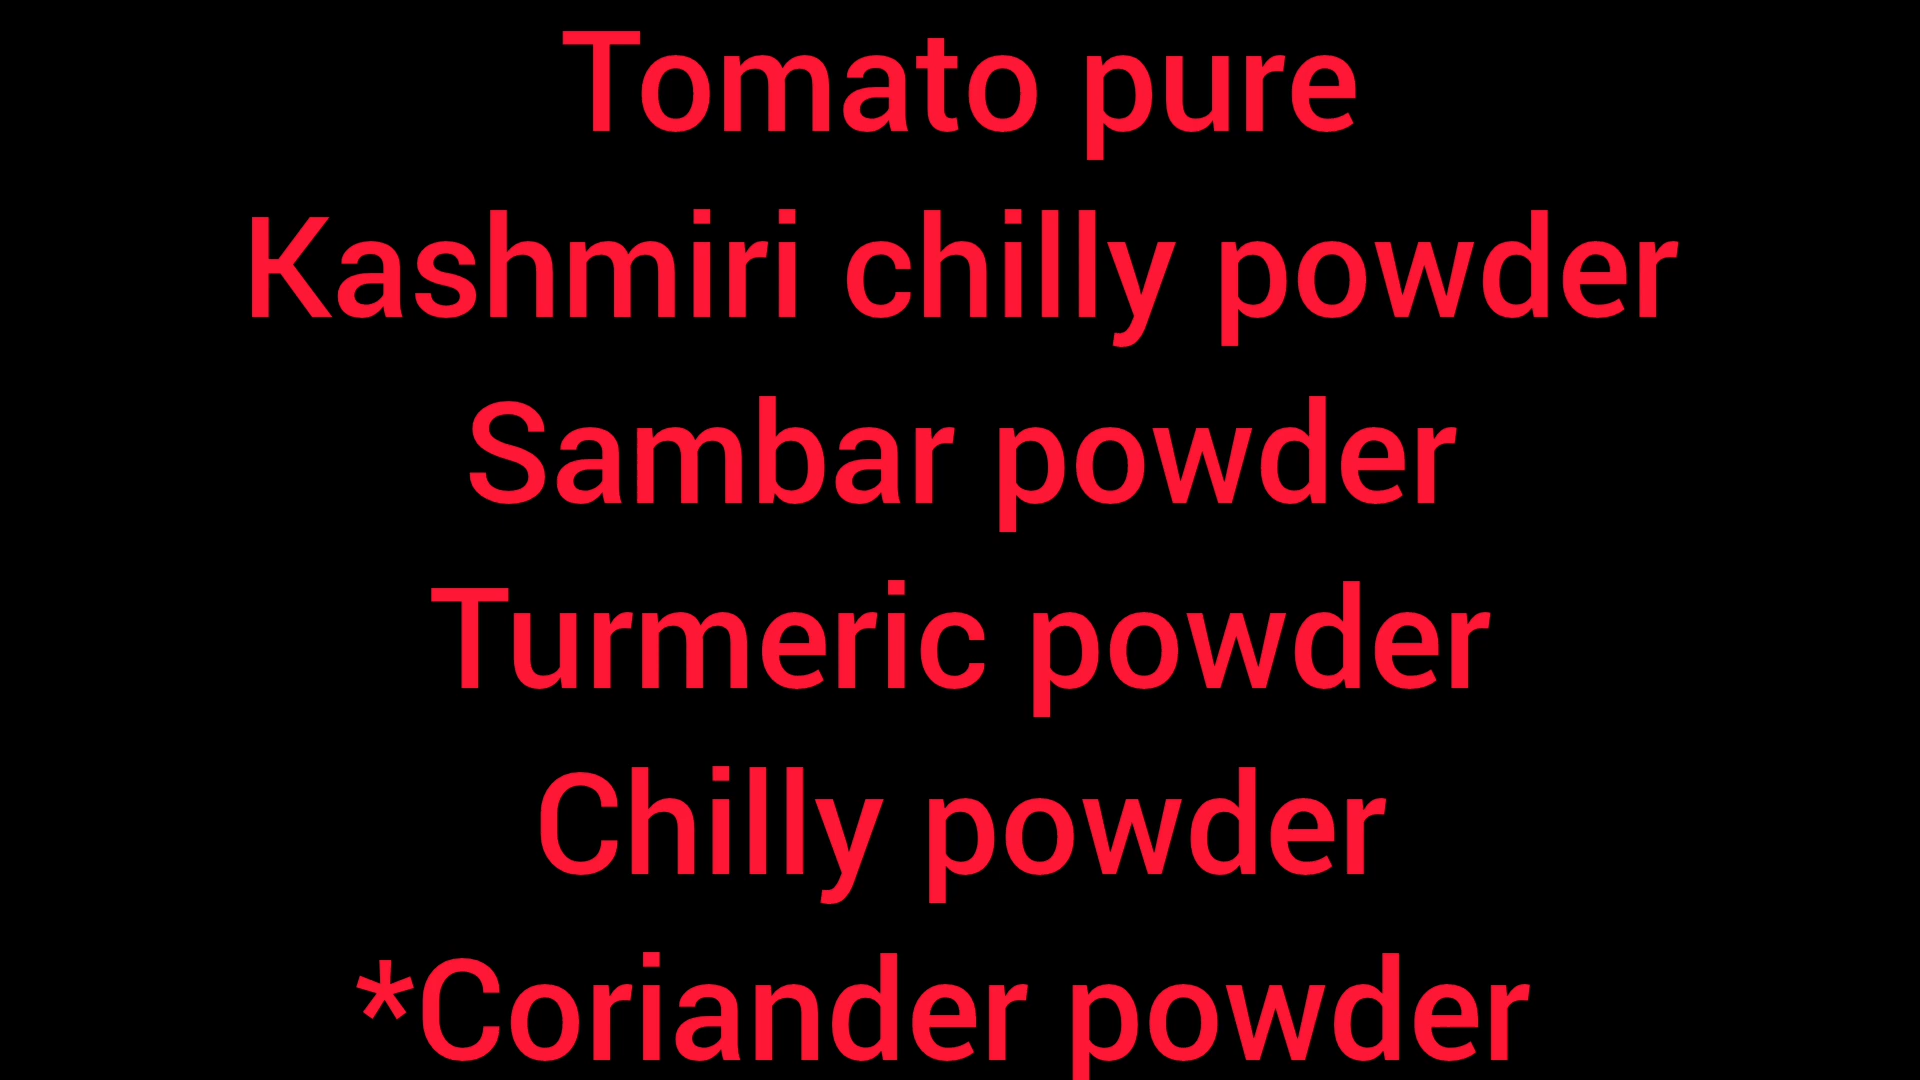 Tomato pure
Kashmiri chilly powder
Sambar powder
Turmeric powder
Chilly powder
*Coriander powder